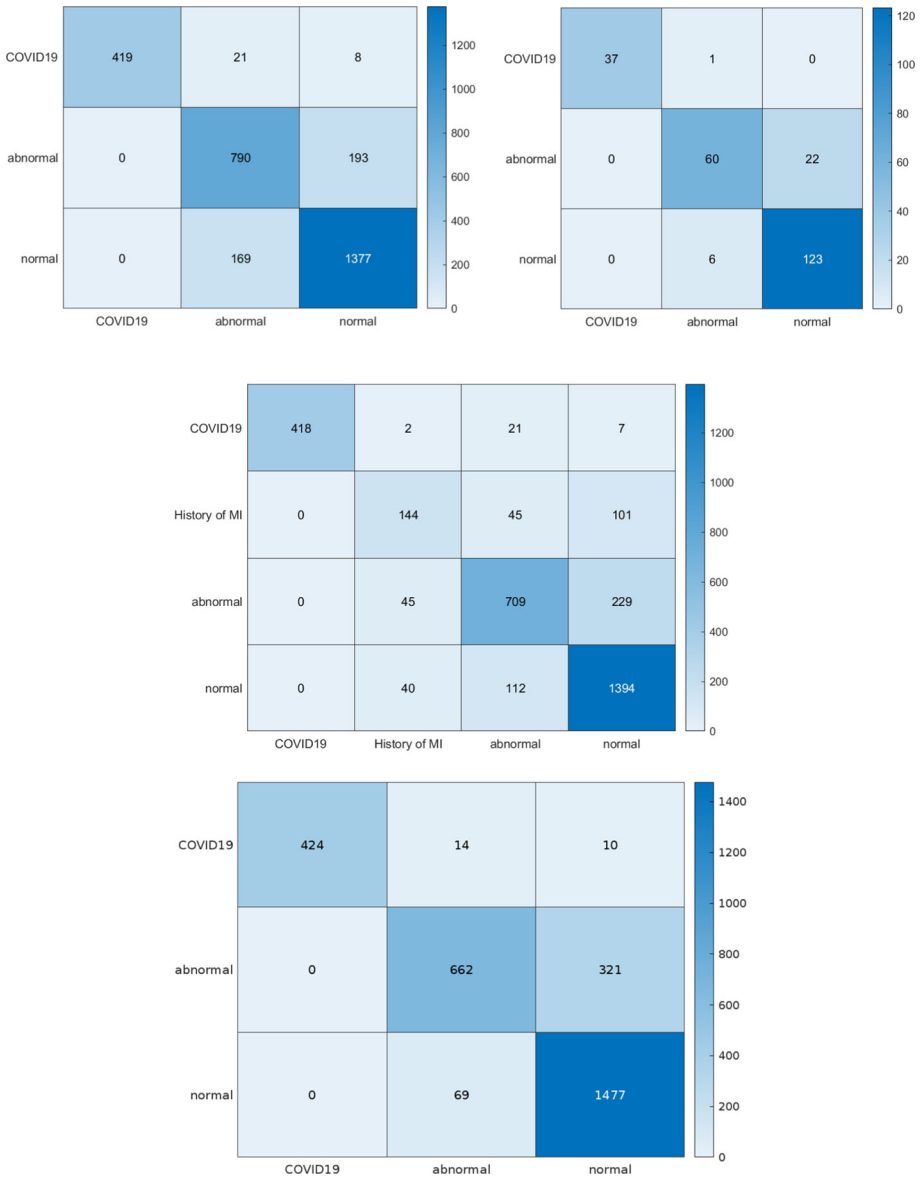 COVID19 419 21 8
abnormal 0 790 193
normal 0 169 1377
COVID19 abnormal normal
1200
1000
800
600
400
200
0
COVID19 37 1 0
abnormal 0 60 22
normal 0 6 123
COVID19 abnormal normal
120
100
80
60
40
20
0
COVID19 418 2 21 7
History of MI 0 144 45 101
abnormal 0 45 709 229
normal 0 40 112 1394
COVID19 History of MI abnormal normal
1200
1000
800
600
400
200
0
COVID19 424 14 10
abnormal 0 662 321
normal 0 69 1477
COVID19 abnormal normal
1400
1200
1000
800
600
400
200
0